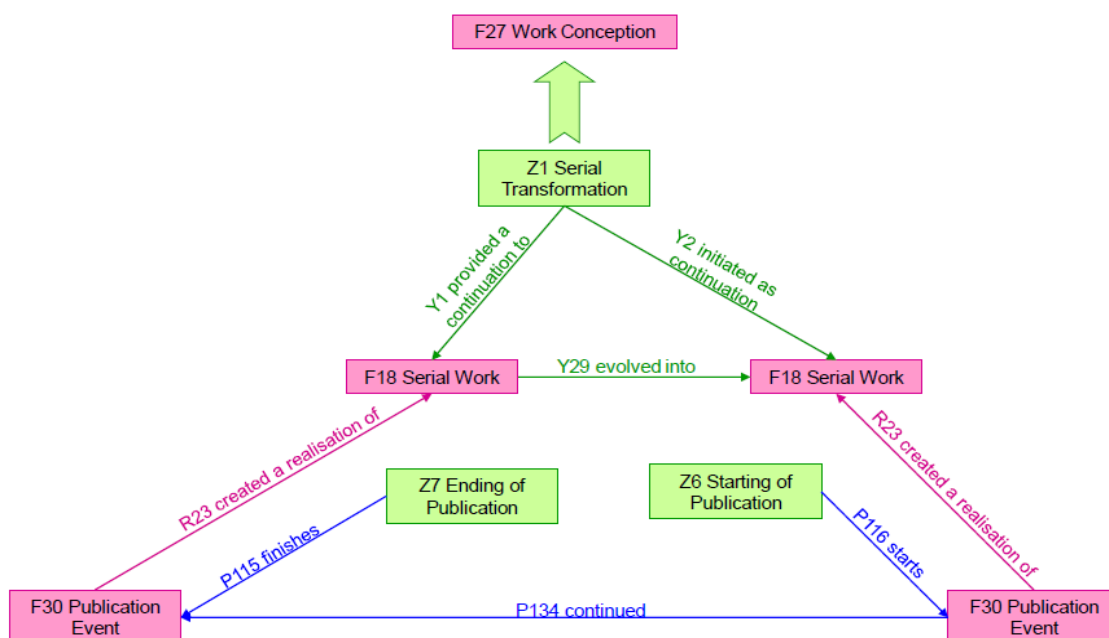 F27 Work Conception
Z1 Serial
Transformation
Y1 provided a
continuation to
Y2 initiated as
continuation
F18 Serial Work
Y29 evolved into
F18 Serial Work
R23 created a realisation of
Z7 Ending of
Publication
Z6 Starting of
Publication
R23 created a realisation of
P115 finishes
P116 starts
F30 Publication
Event
P134 continued
F30 Publication
Event